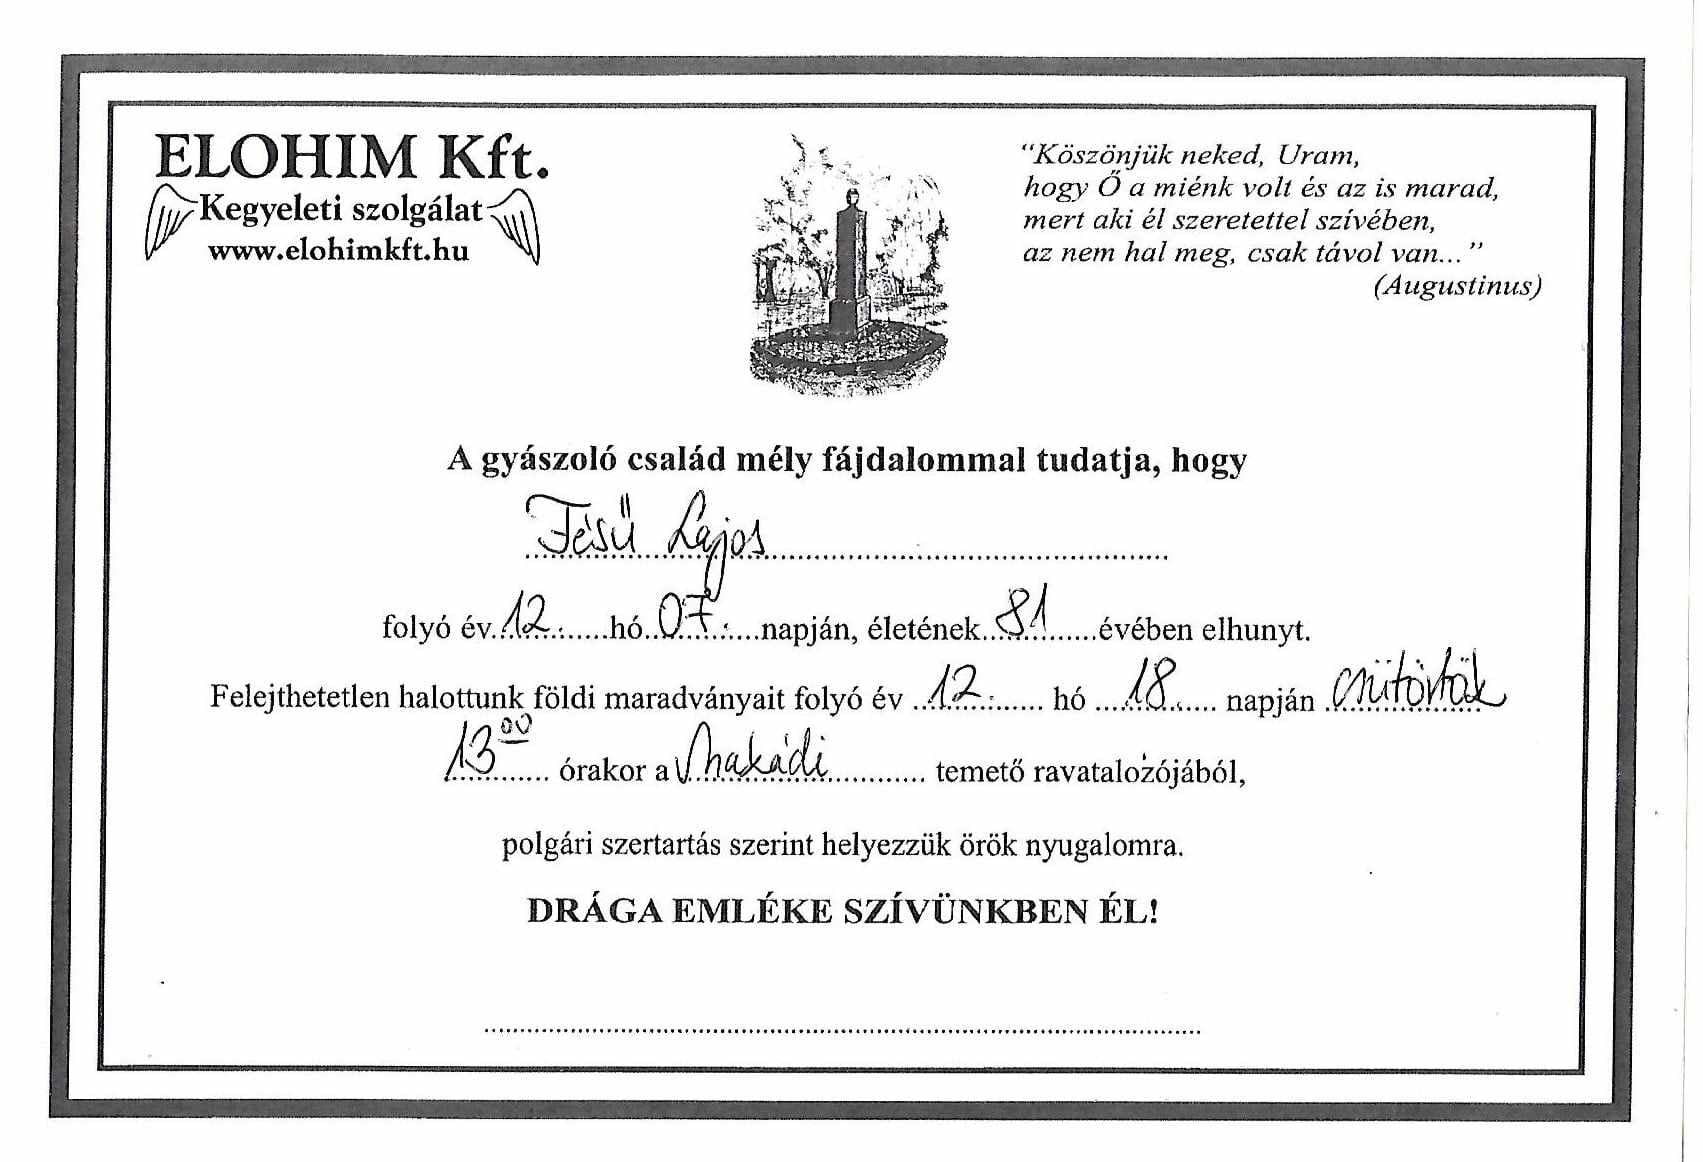 ELOHIM Kft.
Kegyeleti szolgálat
www.elohimkft.hu
"Köszönjük neked, Uram,
hogy Ő a miénk volt és az is marad,
mert aki él szeretettel szívében,
az nem hal meg, csak távol van..."
(Augustinus)
A gyászoló család mély fájdalommal tudatja, hogy
Fésű Lajos
folyó év 12. hó 07. napján, életének 81 évében elhunyt.
Felejthetetlen halottunk földi maradványait folyó év 12. hó 18. napján csütörtök
13 00 órakor a makádi temető ravatalozójából,
polgári szertartás szerint helyezzük örök nyugalomra.
DRÁGA EMLÉKE SZÍVÜNKBEN ÉL!